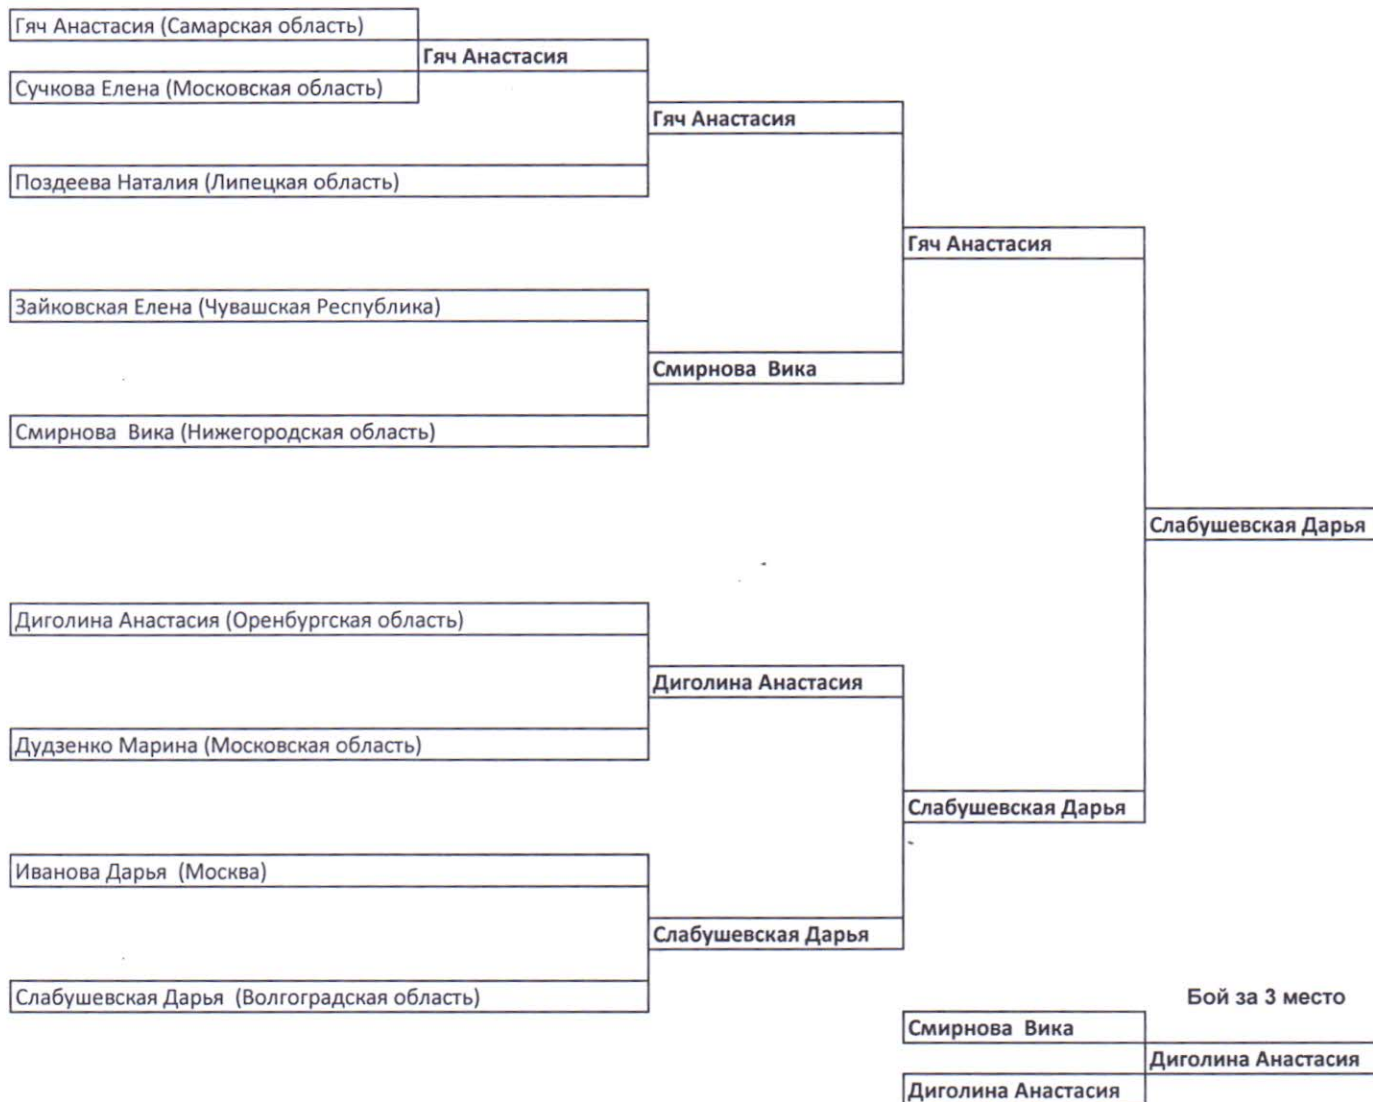 Гяч Анастасия (Самарская область)
Гяч Анастасия
Сучкова Елена (Московская область)
Гяч Анастасия
Поздеева Наталия (Липецкая область)
Гяч Анастасия
Зайковская Елена (Чувашская Республика)
Смирнова  Вика
Смирнова  Вика (Нижегородская область)
Слабушевская Дарья
Диголина Анастасия (Оренбургская область)
Диголина Анастасия
Дудзенко Марина (Московская область)
Слабушевская Дарья
Иванова Дарья  (Москва)
Слабушевская Дарья
Слабушевская Дарья  (Волгоградская область)
Бой за 3 место
Смирнова  Вика
Диголина Анастасия
Диголина Анастасия